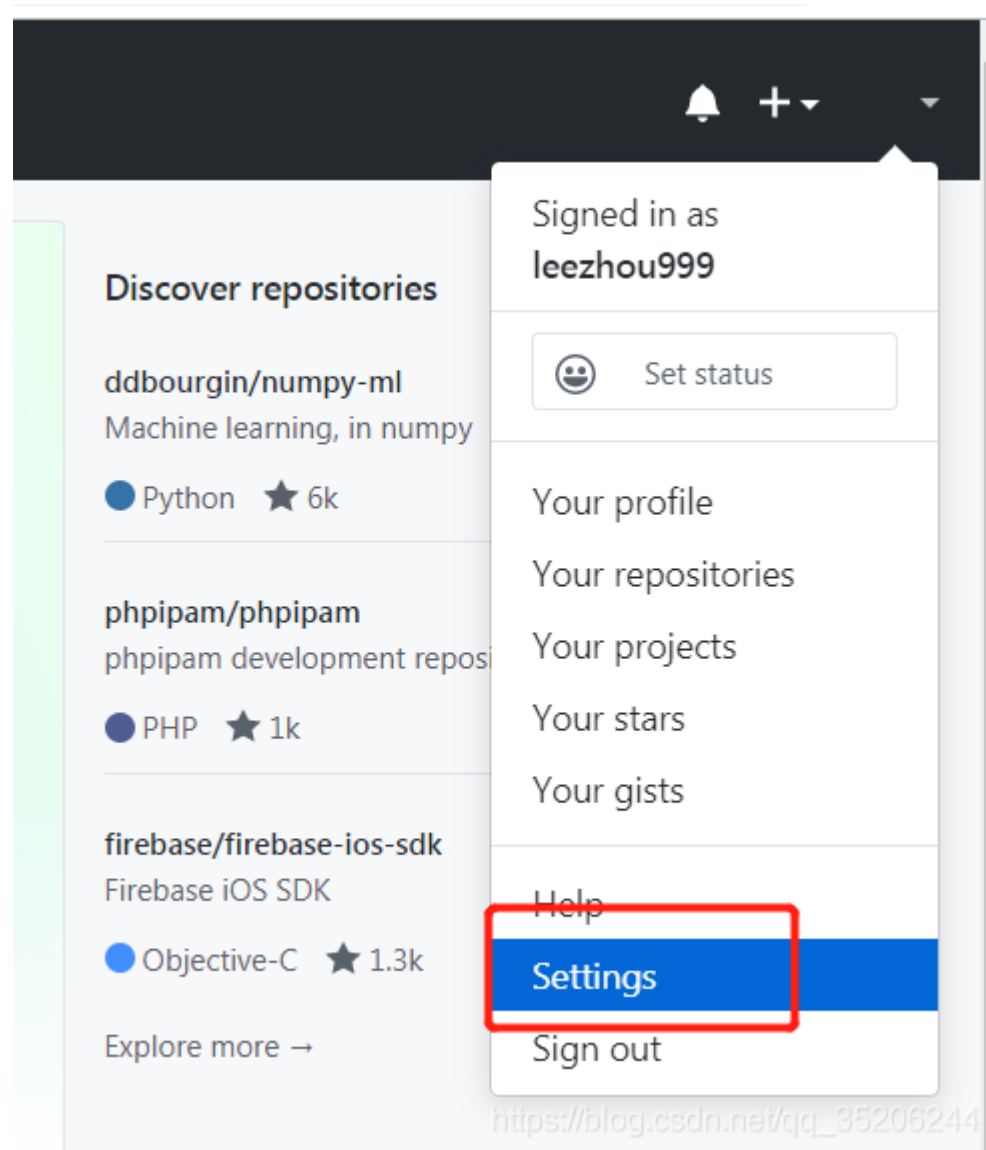 Signed in as
leezhou999
Discover repositories
ddbourgin/numpy-ml
Machine learning, in numpy
Python 6k
phpipam/phpipam
phpipam development reposi
PHP 1k
firebase/firebase-ios-sdk
Firebase iOS SDK
Objective-C 1.3k
Explore more →
Set status
Your profile
Your repositories
Your projects
Your stars
Your gists
Help
Settings
Sign out
https://blog.csdn.net/qq_35206244